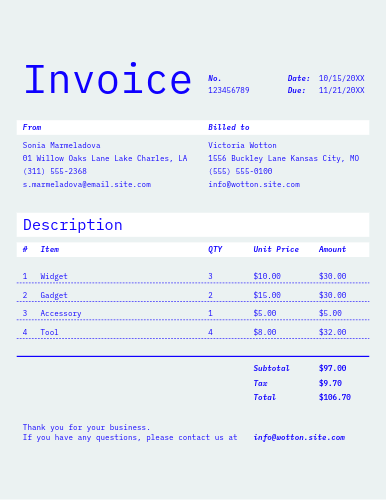 Invoice
No. Date: 10/15/20XX
123456789 Due: 11/21/20XX
From Billed to
Sonia Marmeladova Victoria Wotton
01 Willow Oaks Lane Lake Charles, LA 1556 Buckley Lane Kansas City, MO
(311) 555-2368 (555) 555-0100
s.marmeladova@email.site.com info@wotton.site.com
Description
# Item QTY Unit Price Amount
1 Widget 3 $10.00 $30.00
2 Gadget 2 $15.00 $30.00
3 Accessory 1 $5.00 $5.00
4 Tool 4 $8.00 $32.00
Subtotal $97.00
Tax $9.70
Total $106.70
Thank you for your business.
If you have any questions, please contact us at info@wotton.site.com